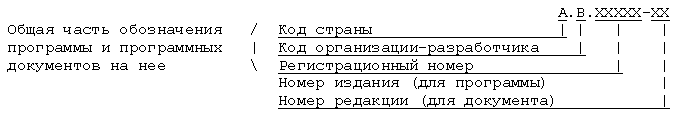 А.В.XXXXX-XX
Общая часть обозначения / Код страны | | | |
программы и программных | Код организации-разработчика | | |
документов на нее \ Регистрационный номер | |
Номер издания (для программы) |
Номер редакции (для документа) |